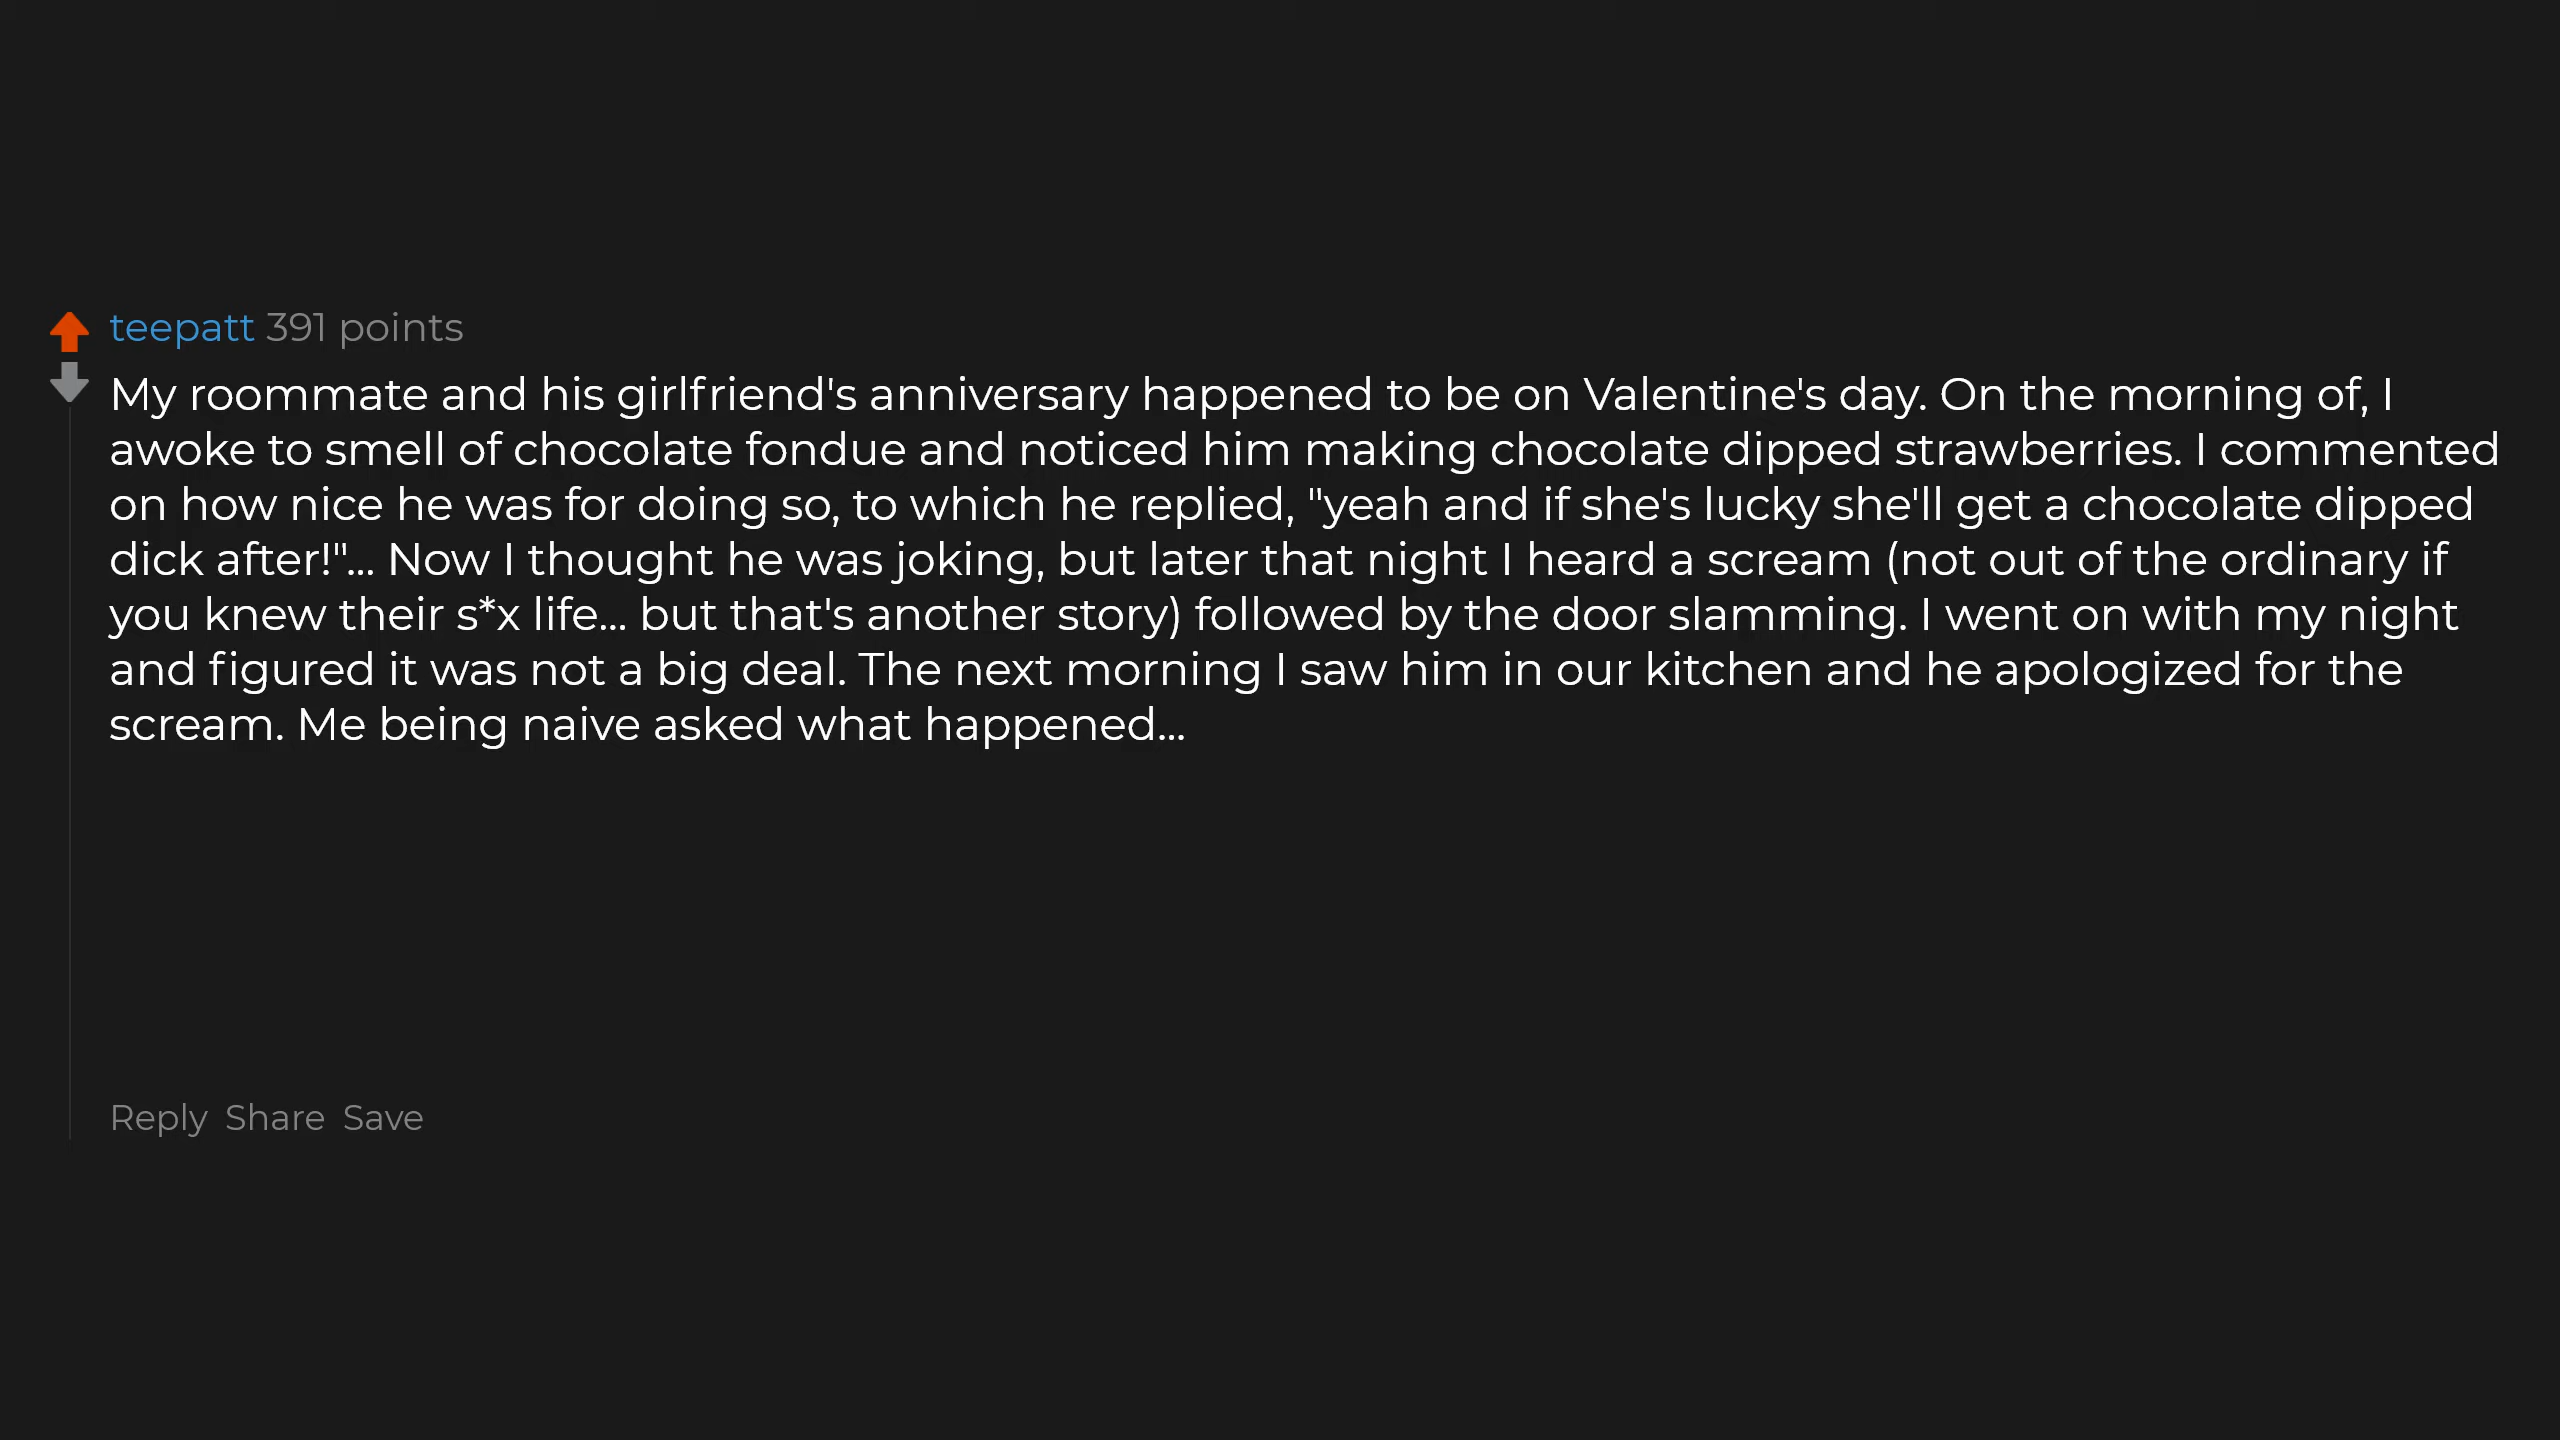 teepatt 391 points
My roommate and his girlfriend's anniversary happened to be on Valentine's day. On the morning of, I
awoke to smell of chocolate fondue and noticed him making chocolate dipped strawberries. I commented
on how nice he was for doing so, to which he replied, "yeah and if she's lucky she'll get a chocolate dipped
dick after!"... Now I thought he was joking, but later that night I heard a scream (not out of the ordinary if
you knew their s*x life... but that's another story) followed by the door slamming. I went on with my night
and figured it was not a big deal. The next morning I saw him in our kitchen and he apologized for the
scream. Me being naive asked what happened...
Reply Share Save